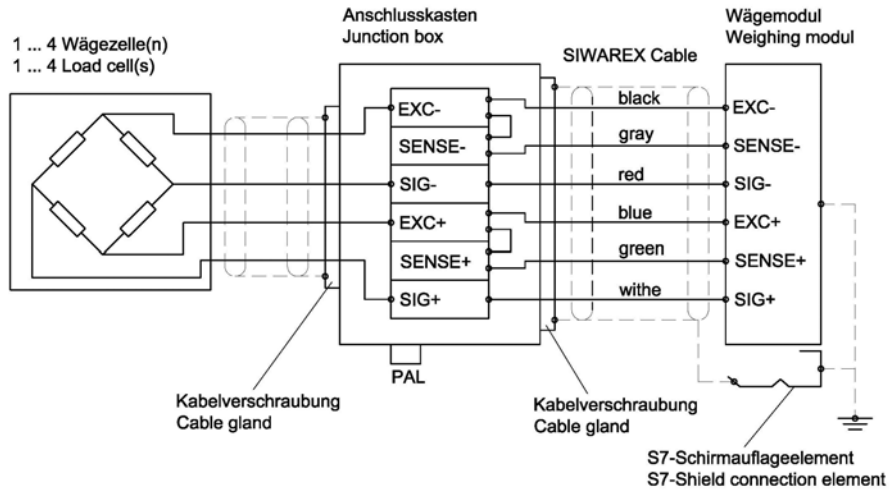 1 ... 4 Wägezelle(n)
1 ... 4 Load cell(s)
Anschlusskasten
Junction box
SIWAREX Cable
Wägemodul
Weighing modul
EXC-
SENSE-
SIG-
EXC+
SENSE+
SIG+
black
gray
red
blue
green
withe
EXC-
SENSE-
SIG-
EXC+
SENSE+
SIG+
PAL
Kabelverschraubung
Cable gland
Kabelverschraubung
Cable gland
S7-Schirmauflageelement
S7-Shield connection element